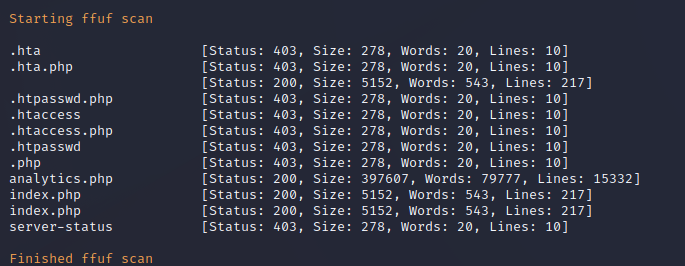 Starting ffuf scan
.hta [Status: 403, Size: 278, Words: 20, Lines: 10]
.hta.php [Status: 403, Size: 278, Words: 20, Lines: 10]
[Status: 200, Size: 5152, Words: 543, Lines: 217]
.htpasswd.php [Status: 403, Size: 278, Words: 20, Lines: 10]
.htaccess [Status: 403, Size: 278, Words: 20, Lines: 10]
.htaccess.php [Status: 403, Size: 278, Words: 20, Lines: 10]
.htpasswd [Status: 403, Size: 278, Words: 20, Lines: 10]
.php [Status: 403, Size: 278, Words: 20, Lines: 10]
analytics.php [Status: 200, Size: 397607, Words: 79777, Lines: 15332]
index.php [Status: 200, Size: 5152, Words: 543, Lines: 217]
index.php [Status: 200, Size: 5152, Words: 543, Lines: 217]
server-status [Status: 403, Size: 278, Words: 20, Lines: 10]
Finished ffuf scan